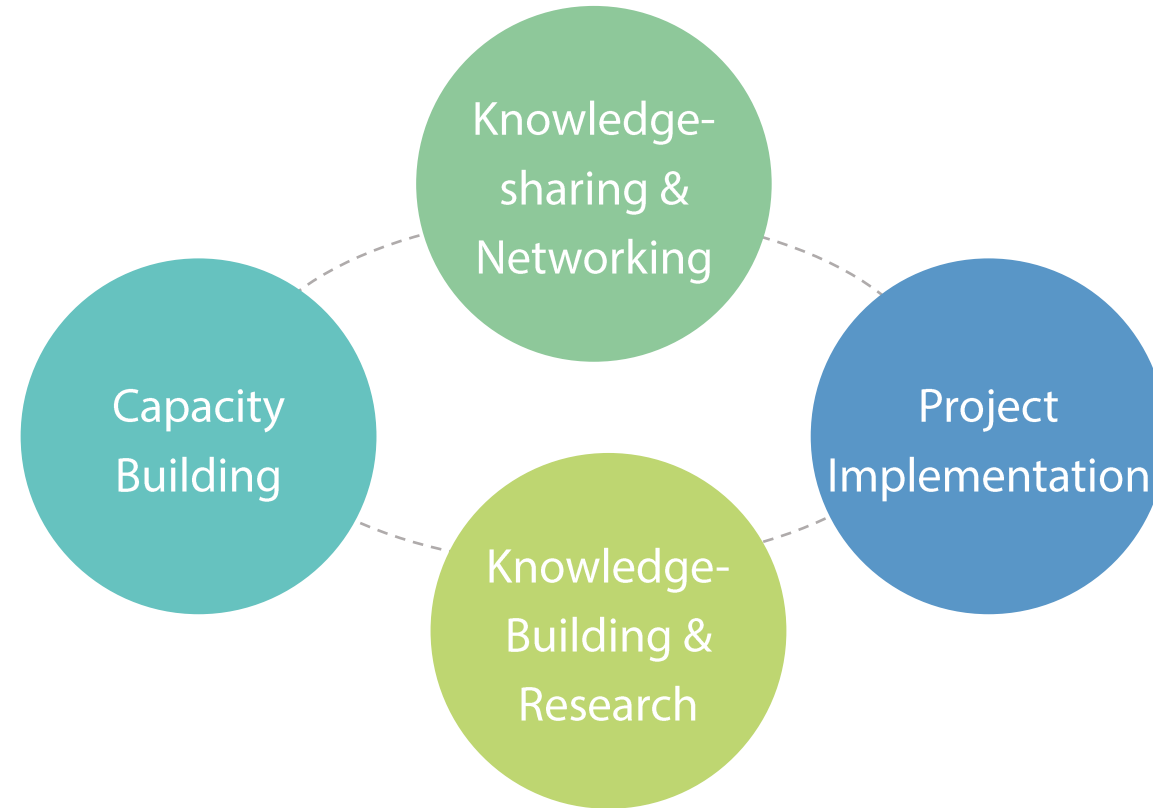 Knowledge-
sharing &
Networking
Capacity
Building
Project
Implementation
Knowledge-
Building &
Research